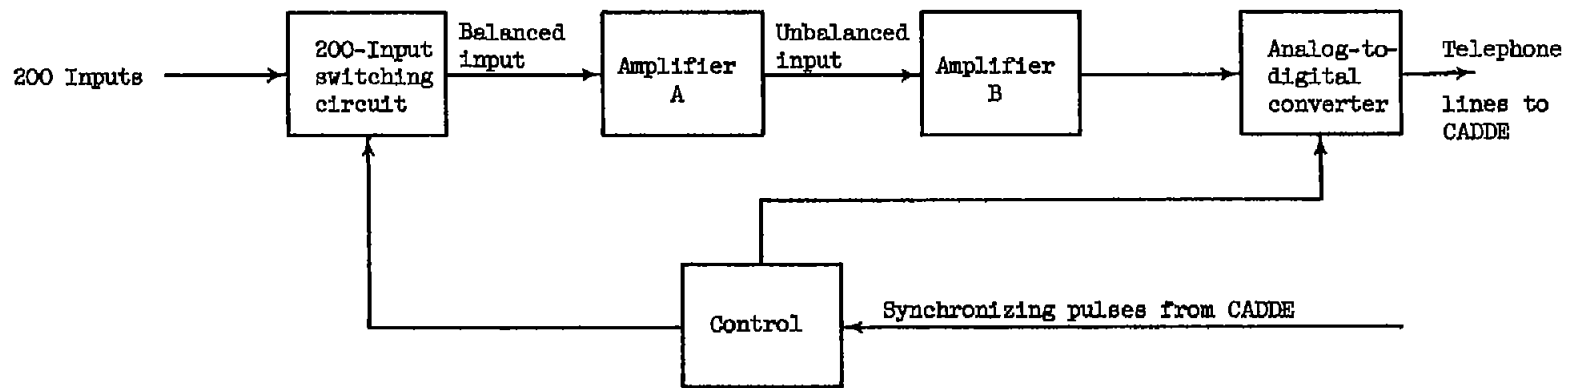 200 Inputs
200-Input
switching
circuit
Balanced
input
Amplifier
A
Unbalanced
input
Amplifier
B
Analog-to-
digital
converter
Telephone
lines to
CADDE
Control
Synchronizing pulses from CADDE